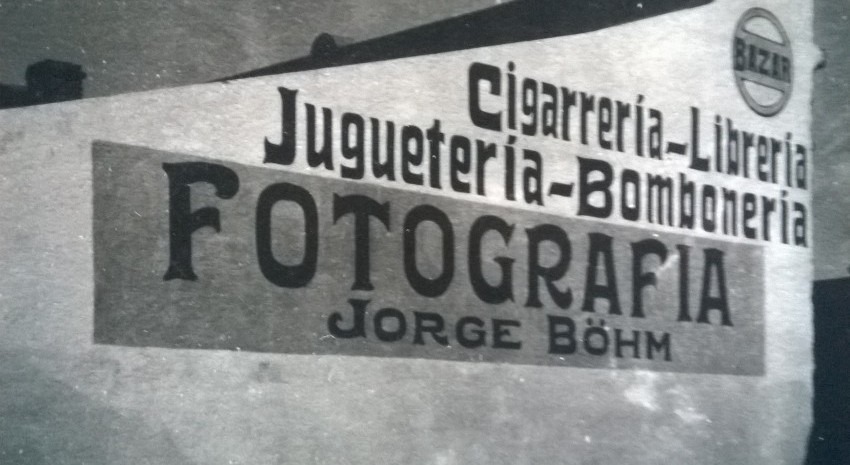 BAZAR
Cigarrería-Librería
Juguetería-Bombonería
FOTOGRAFIA
JORGE BÖHM